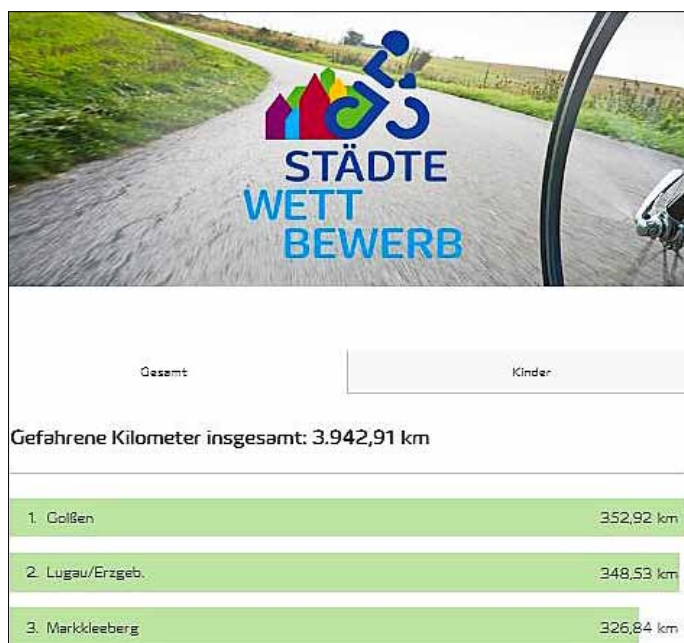 STÄDTE
WETT
BEWERB
Gesamt
Kinder
Gefahrene Kilometer insgesamt: 3.942,91 km
1. Golßen 352,92 km
2. Lugau/Erzgeb. 348,53 km
3. Markkleeberg 326,84 km